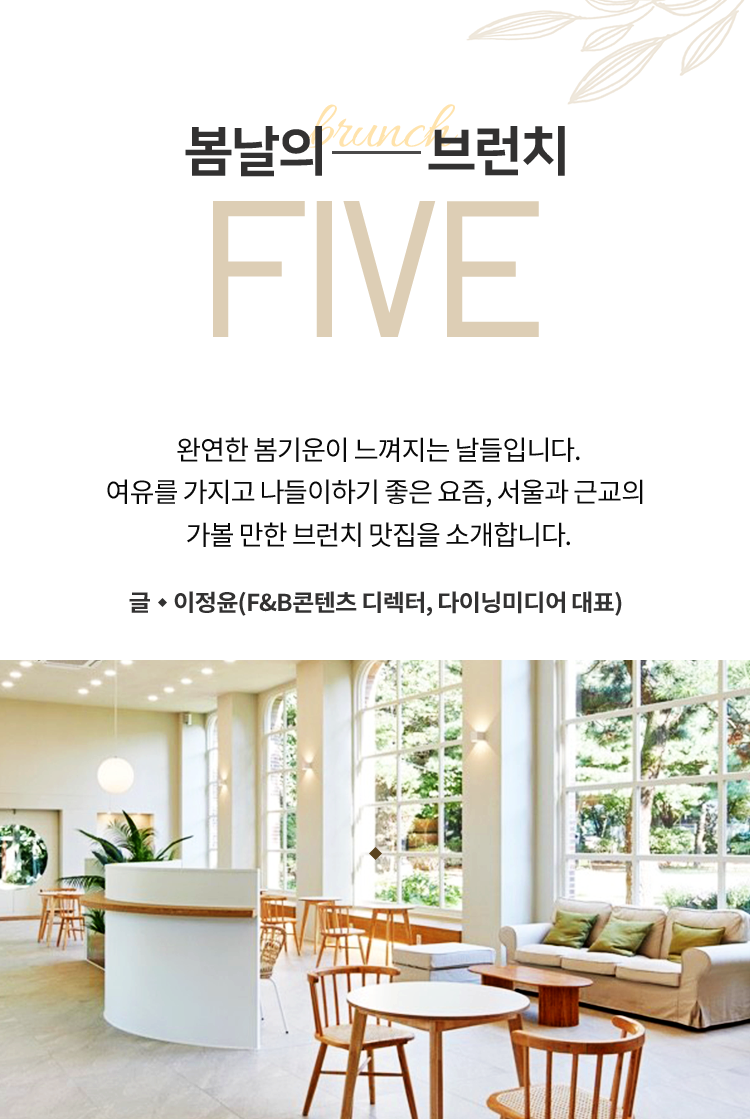 brunch
봄날의 브런치
FIVE
완연한 봄기운이 느껴지는 날들입니다.
여유를 가지고 나들이하기 좋은 요즘, 서울과 근교의
가볼 만한 브런치 맛집을 소개합니다.
글 ◆ 이정윤(F&B콘텐츠 디렉터, 다이닝미디어 대표)